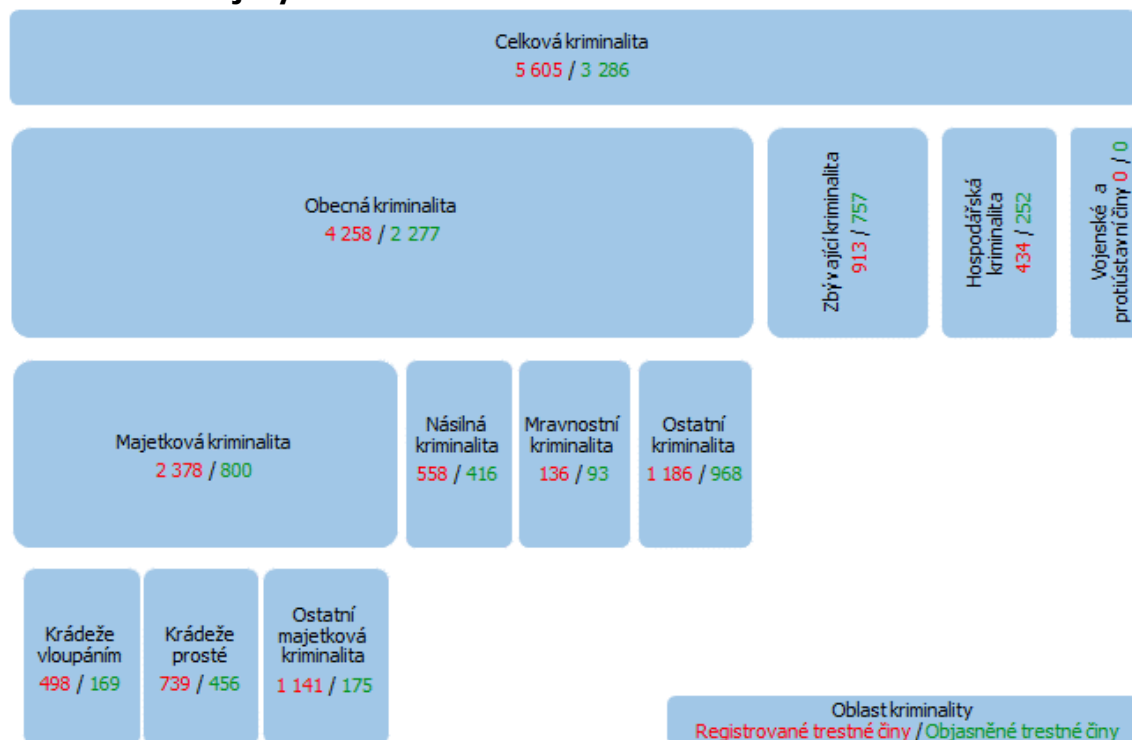 Celková kriminalita
5 605 / 3 286
Obecná kriminalita
4 258 / 2 277
Zbývající kriminalita
913 / 757
Hospodářská
kriminalita
434 / 252
Vojenské a
protiústavní činy 0 / 0
Majetková kriminalita
2 378 / 800
Násilná
kriminalita
558 / 416
Mravnostní
kriminalita
136 / 93
Ostatní
kriminalita
1 186 / 968
Krádeže
vloupáním
498 / 169
Krádeže
prosté
739 / 456
Ostatní
majetková
kriminalita
1 141 / 175
Oblast kriminality
Registrované trestné činy / Objasněné trestné činy